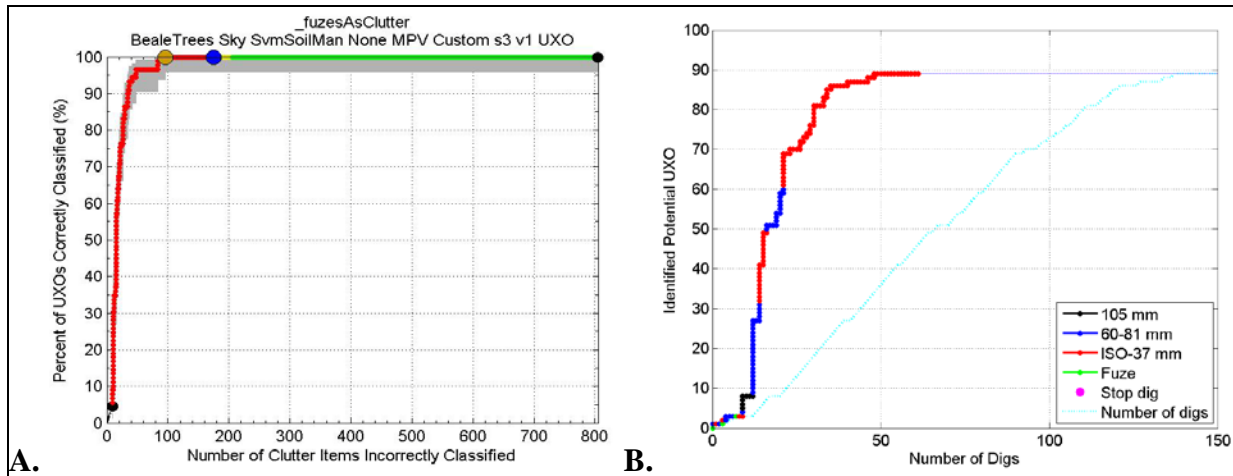 _fuzesAsClutter
BealeTrees Sky SvmSoilMan None MPV Custom s3 v1 UXO
Percent of UXOs Correctly Classified (%)
100
90
80
70
60
50
40
30
20
10
0
0 100 200 300 400 500 600 700 800
Number of Clutter Items Incorrectly Classified
A.
Identified Potential UXO
100
90
80
70
60
50
40
30
20
10
0
0 50 100 150
Number of Digs
105 mm
60-81 mm
ISO-37 mm
Fuze
Stop dig
Number of digs
B.